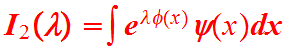 I₂(λ) = ∫ e^{λφ(x)} ψ(x)dx